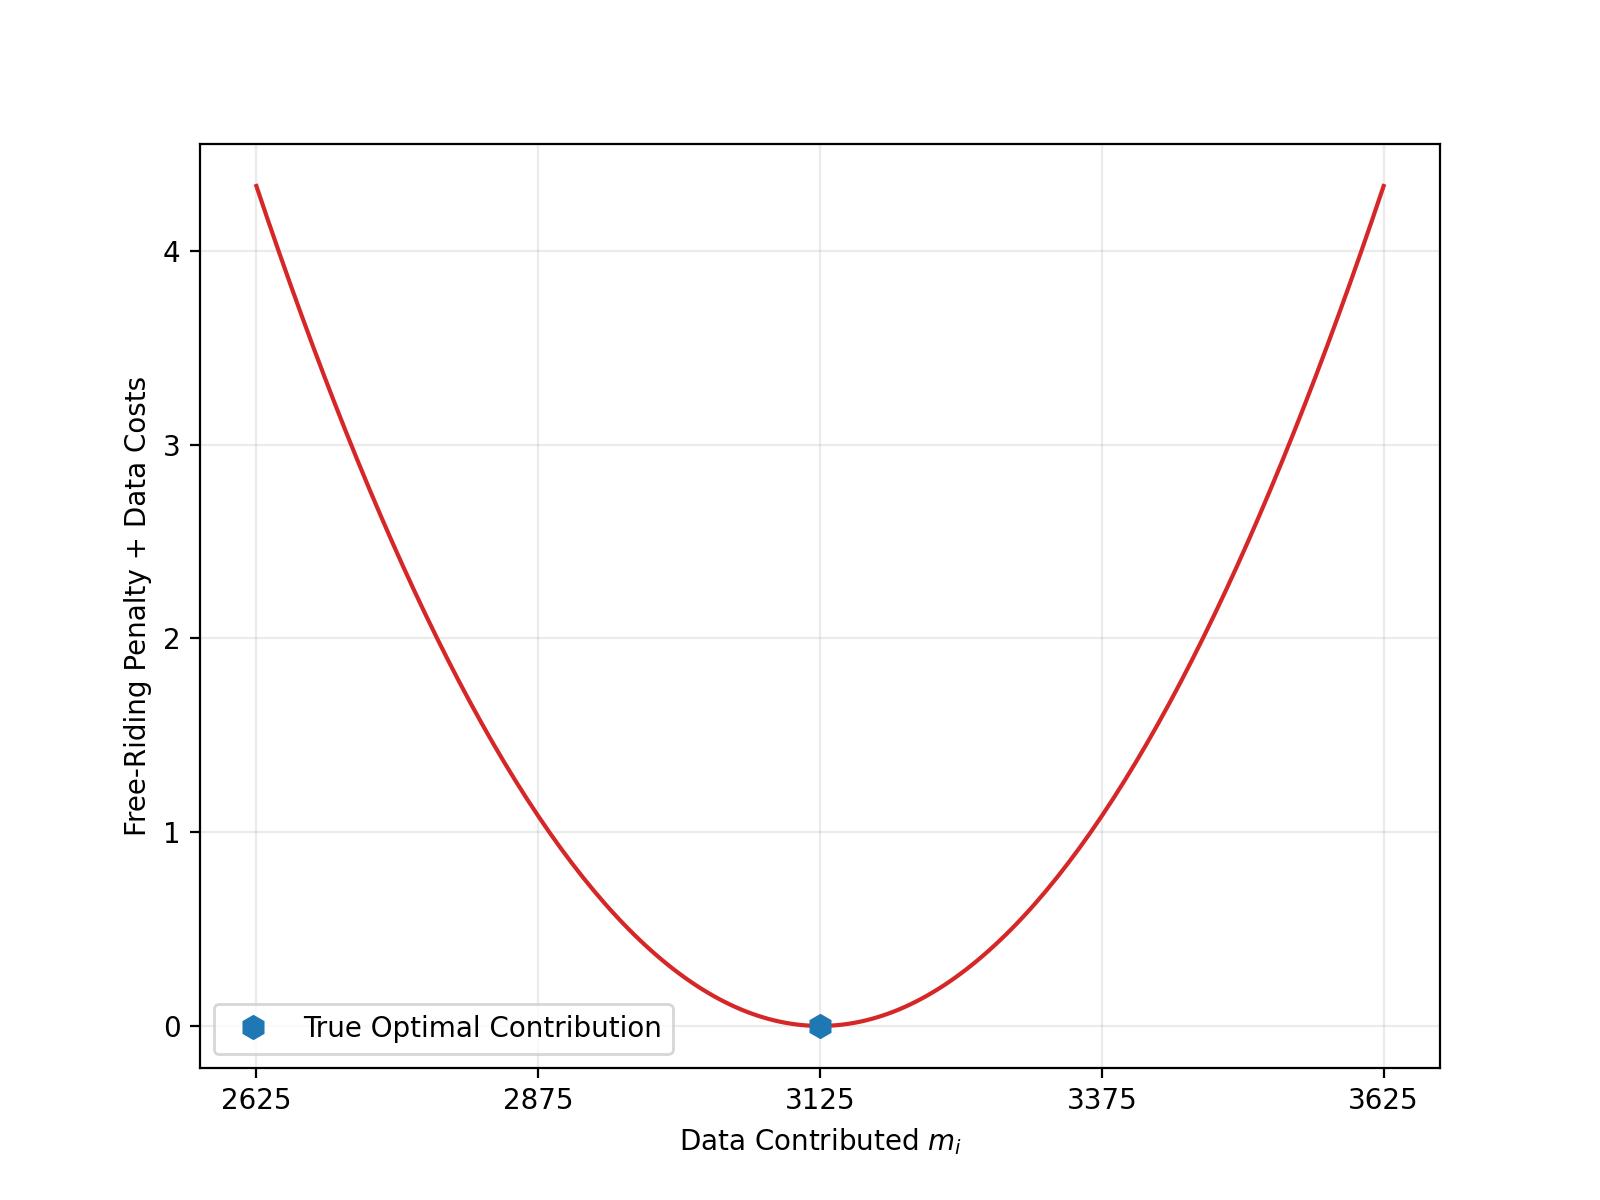 Free-Riding Penalty + Data Costs
4
3
2
1
0
True Optimal Contribution
2625 2875 3125 3375 3625
Data Contributed m_i